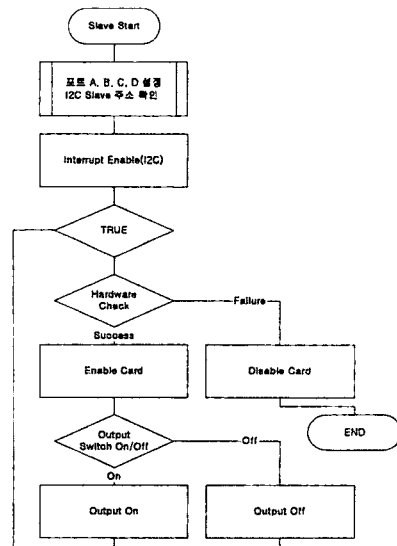 Slave Start
포트 A, B, C, D 설정
I2C Slave 주소 확인
Interrupt Enable(I2C)
TRUE
Hardware
Check
Failure
Success
Enable Card
Disable Card
Output
Switch On/Off
Off
END
On
Output On
Output Off